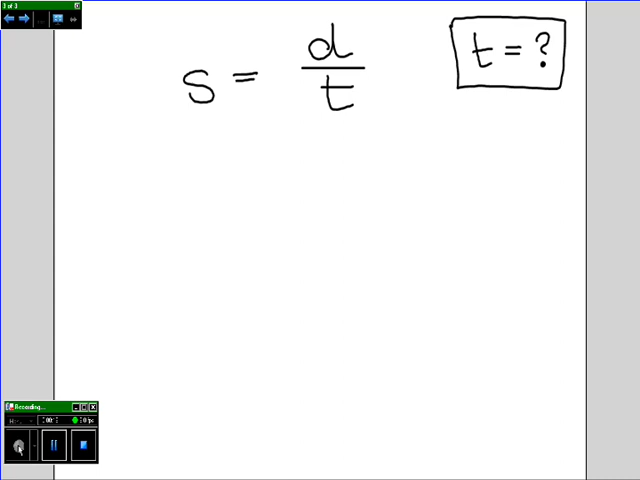 3 of 3
s = d / t
t = ?
Recording...